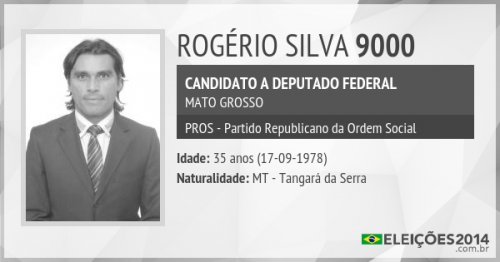 ROGÉRIO SILVA 9000
CANDIDATO A DEPUTADO FEDERAL
MATO GROSSO
PROS - Partido Republicano da Ordem Social
Idade: 35 anos (17-09-1978)
Naturalidade: MT - Tangará da Serra
ELEIÇÕES2014
.com.br